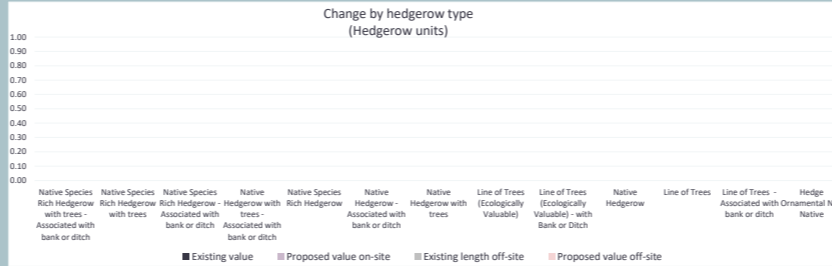 Change by hedgerow type
(Hedgerow units)
1.00
0.90
0.80
0.70
0.60
0.50
0.40
0.30
0.20
0.10
0.00
Native Species
Rich Hedgerow
with trees -
Associated with
bank or ditch
Native Species
Rich Hedgerow
with trees
Native Species
Rich Hedgerow -
Associated with
bank or ditch
Native
Hedgerow with
trees -
Associated with
bank or ditch
Native Species
Rich Hedgerow
Native
Hedgerow -
Associated with
bank or ditch
Native
Hedgerow with
trees
Line of Trees
(Ecologically
Valuable)
Line of Trees
(Ecologically
Valuable) - with
Bank or Ditch
Native
Hedgerow
Line of Trees
Line of Trees -
Associated with
bank or ditch
Hedge
Ornamental N
Native
Existing value
Proposed value on-site
Existing length off-site
Proposed value off-site